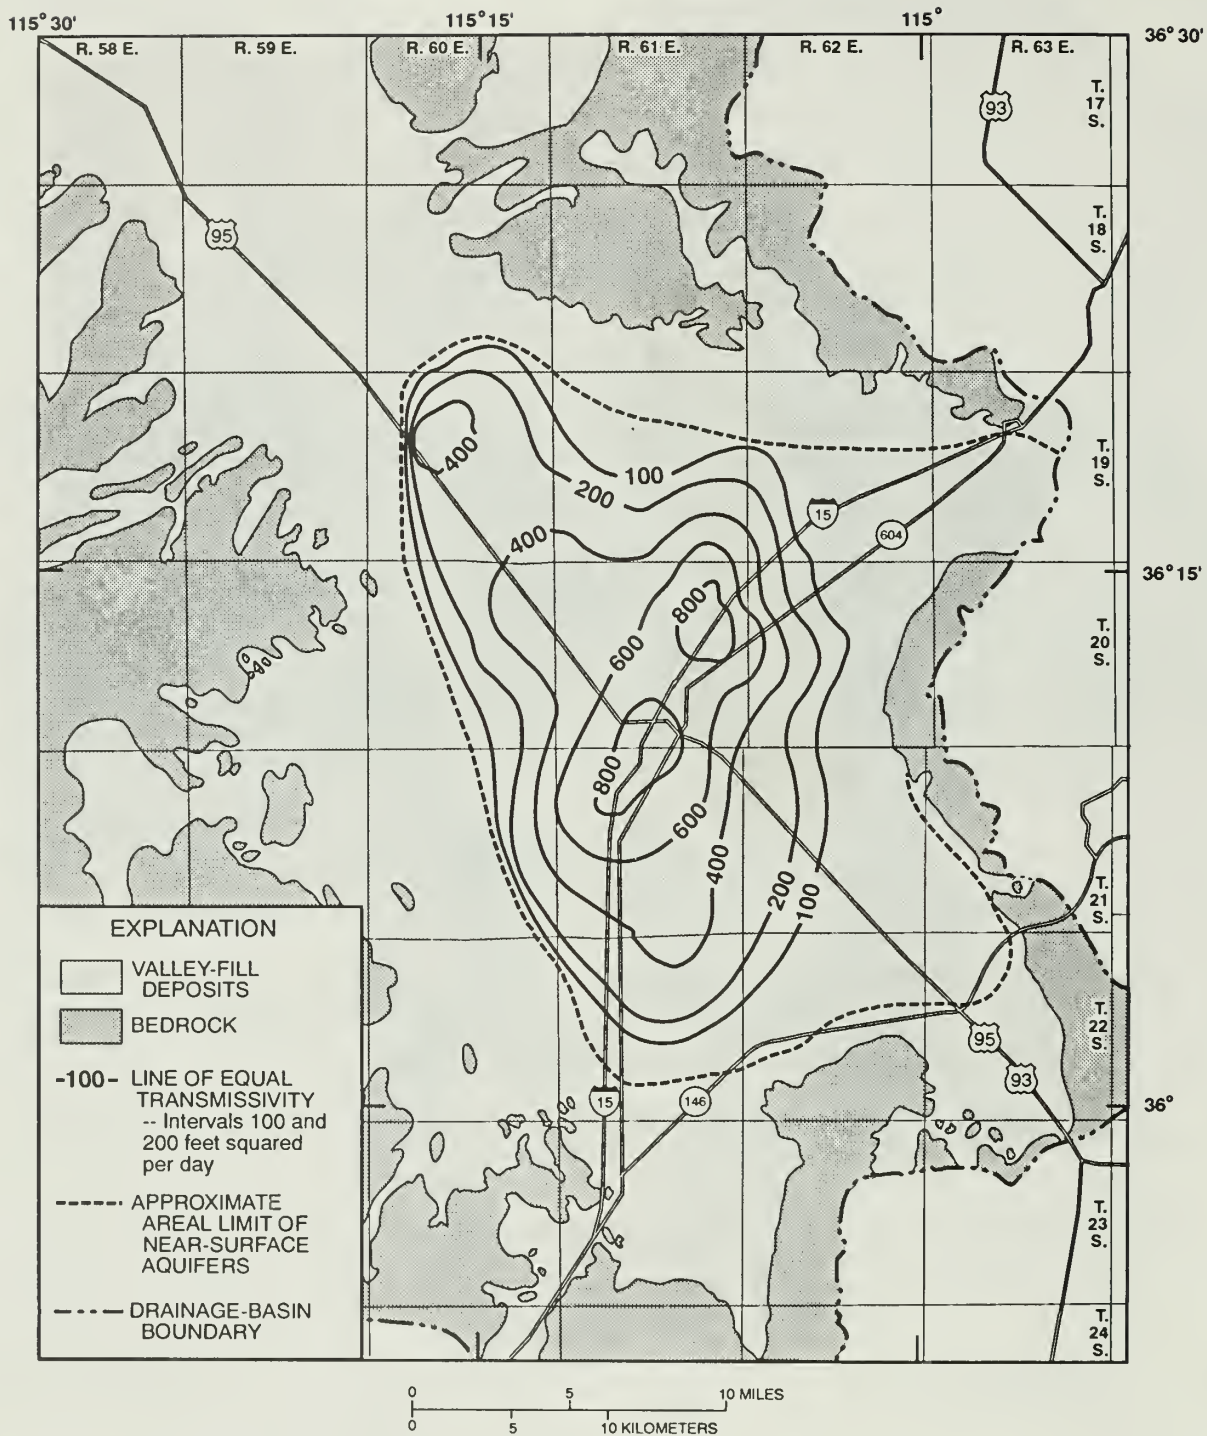 115° 30'
115° 15'
115°
R. 58 E.
R. 59 E.
R. 60 E.
R. 61 E.
R. 62 E.
R. 63 E.
36° 30'
T.
17
S.
93
T.
18
S.
95
400
100
200
T.
19
S.
15
400
604
36° 15'
800
600
T.
20
S.
800
600
400
200
100
T.
21
S.
EXPLANATION
VALLEY-FILL
DEPOSITS
BEDROCK
-100- LINE OF EQUAL
TRANSMISSIVITY
-- Intervals 100 and
200 feet squared
per day
APPROXIMATE
AREAL LIMIT OF
NEAR-SURFACE
AQUIFERS
DRAINAGE-BASIN
BOUNDARY
T.
22
S.
95
93
15
146
36°
T.
23
S.
T.
24
S.
0 5 10 MILES
0 5 10 KILOMETERS